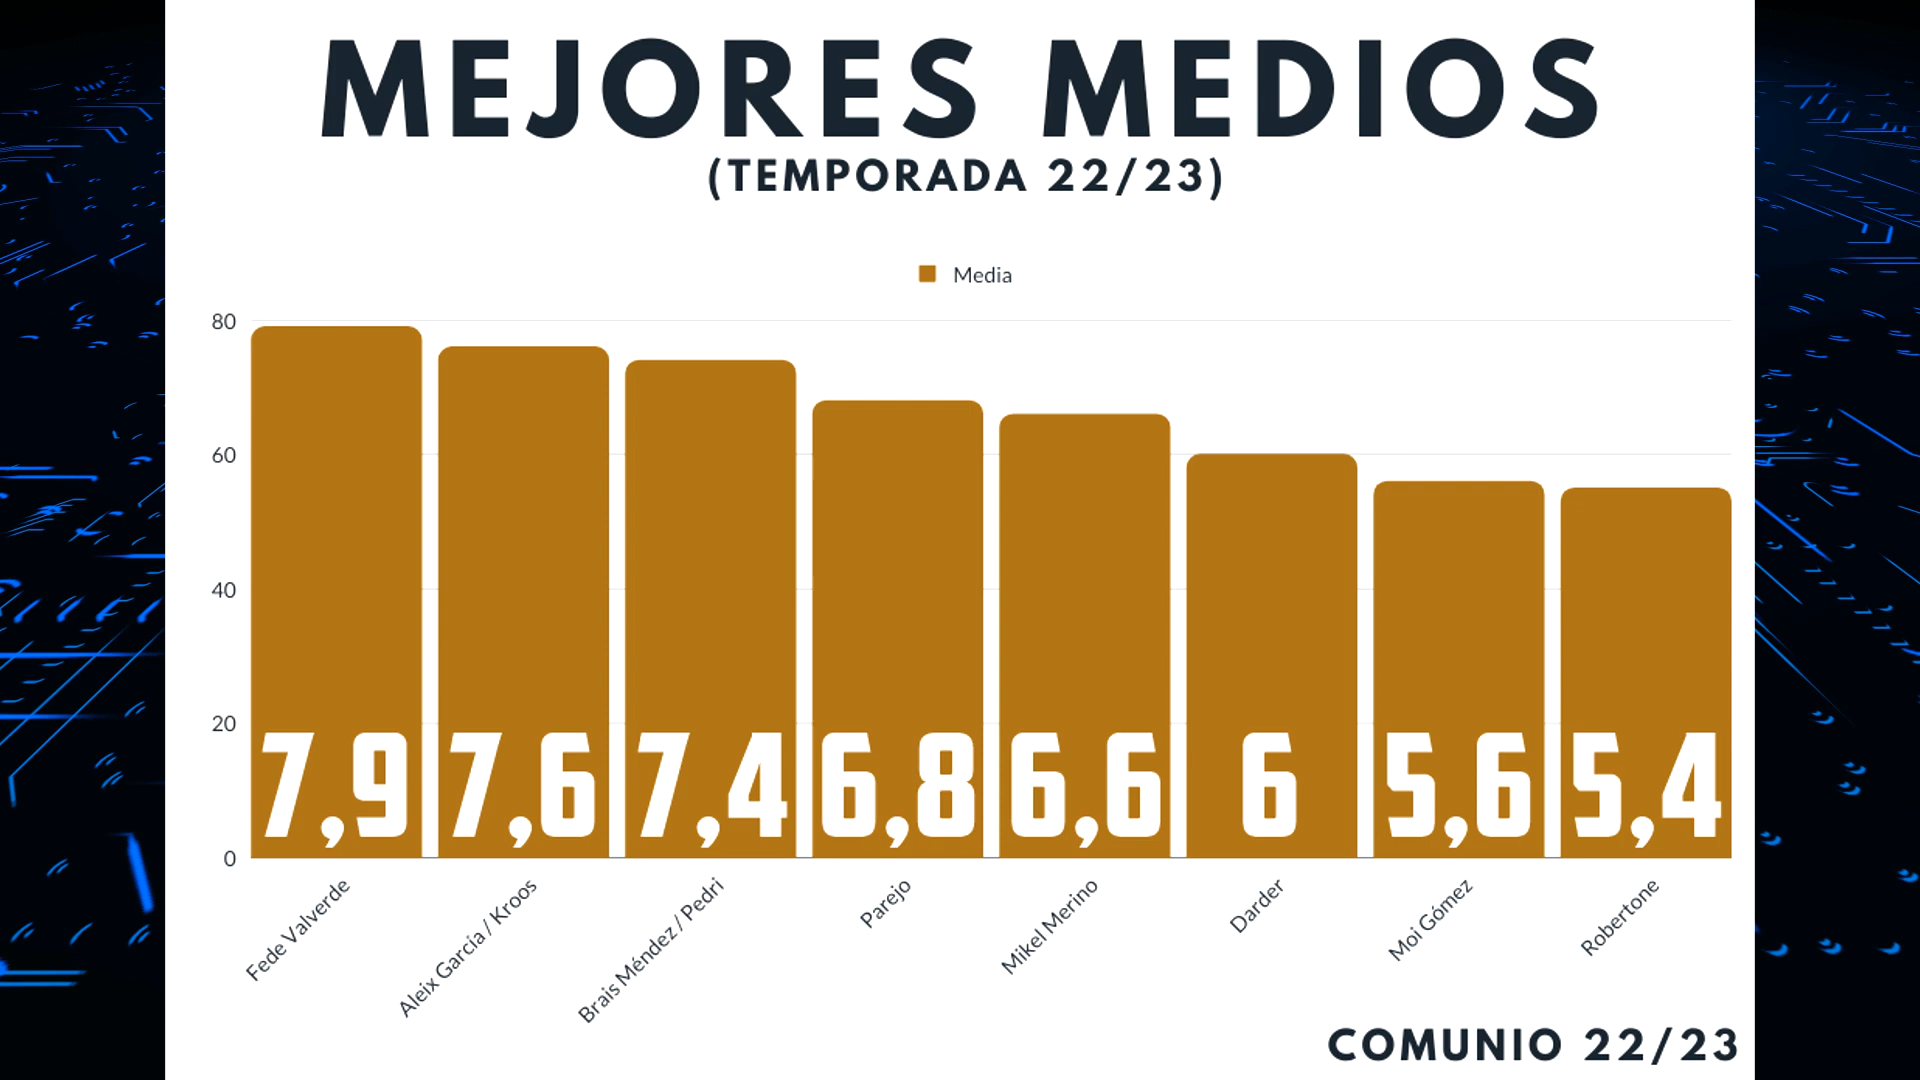 MEJORES MEDIOS
(TEMPORADA 22/23)
Media
80
60
40
20
0
7,9 7,6 7,4 6,8 6,6 6 5,6 5,4
Fede Valverde
Aleix García / Kroos
Brais Méndez / Pedri
Parejo
Mikel Merino
Darder
Moi Gómez
Robertone
COMUNIO 22/23